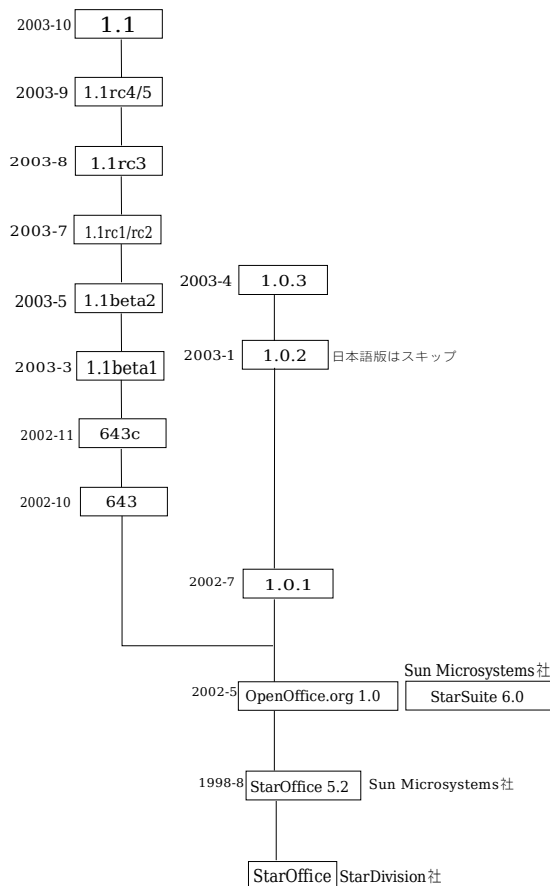 2003-10 1.1
2003-9 1.1rc4/5
2003-8 1.1rc3
2003-7 1.1rc1/rc2
2003-4 1.0.3
2003-5 1.1beta2
2003-1 1.0.2 日本語版はスキップ
2003-3 1.1beta1
2002-11 643c
2002-10 643
2002-7 1.0.1
Sun Microsystems社
2002-5 OpenOffice.org 1.0 StarSuite 6.0
1998-8 StarOffice 5.2 Sun Microsystems社
StarOffice StarDivision社